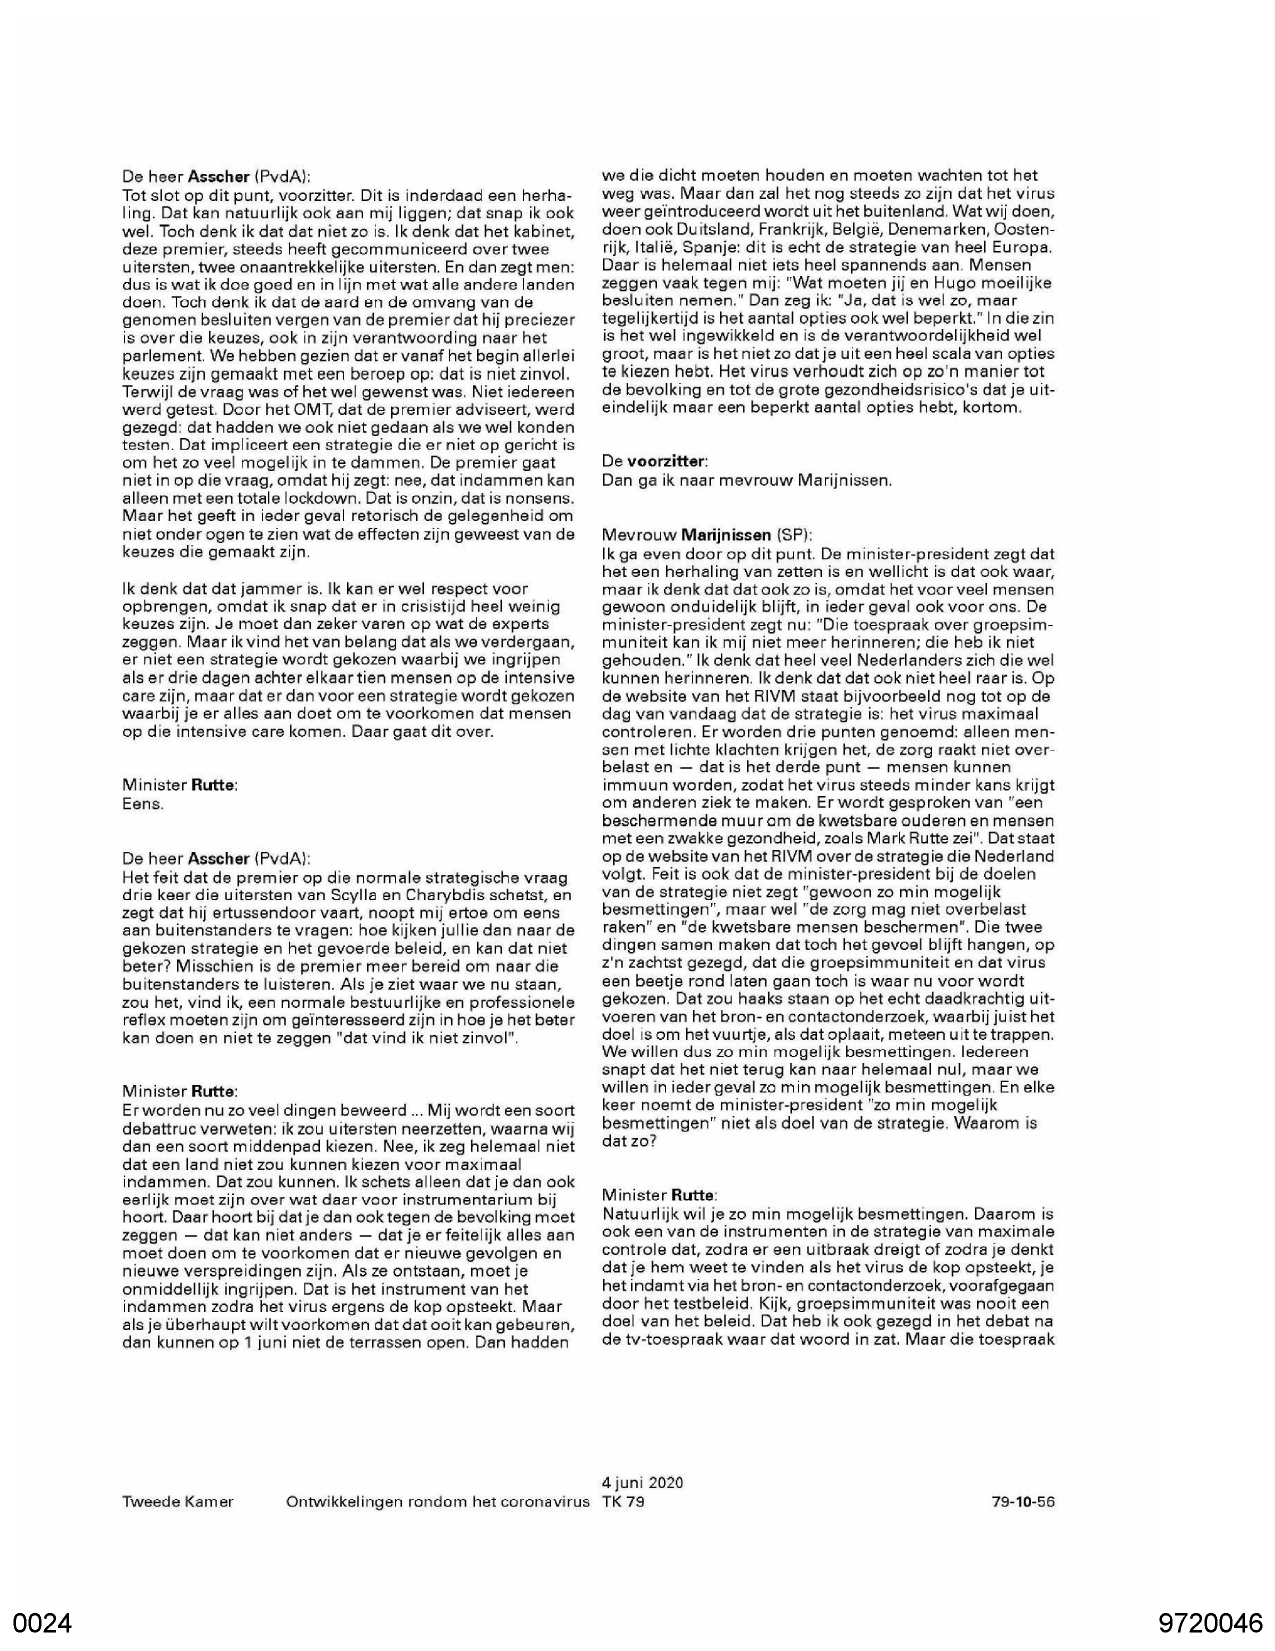 De heer Asscher (PvdA):
Tot slot op dit punt, voorzitter. Dit is inderdaad een herha-
ling. Dat kan natuurlijk ook aan mij liggen; dat snap ik ook
wel. Toch denk ik dat dat niet zo is. Ik denk dat het kabinet,
deze premier, steeds heeft gecommuniceerd over twee
uitersten, twee onaantrekkelijke uitersten. En dan zegt men:
dus is wat ik doe goed en in lijn met wat alle andere landen
doen. Toch denk ik dat de aard en de omvang van de
genomen besluiten vergen van de premier dat hij preciezer
is over die keuzes, ook in zijn verantwoording naar het
parlement. We hebben gezien dat er vanaf het begin allerlei
keuzes zijn gemaakt met een beroep op: dat is niet zinvol.
Terwijl de vraag was of het wel gewenst was. Niet iedereen
werd getest. Door het OMT, dat de premier adviseert, werd
gezegd: dat hadden we ook niet gedaan als we wel konden
testen. Dat impliceert een strategie die er niet op gericht is
om het zo veel mogelijk in te dammen. De premier gaat
niet in op die vraag, omdat hij zegt: nee, dat indammen kan
alleen met een totale lockdown. Dat is onzin, dat is nonsens.
Maar het geeft in ieder geval retorisch de gelegenheid om
niet onder ogen te zien wat de effecten zijn geweest van de
keuzes die gemaakt zijn.
Ik denk dat dat jammer is. Ik kan er wel respect voor
opbrengen, omdat ik snap dat er in crisistijd heel weinig
keuzes zijn. Je moet dan zeker varen op wat de experts
zeggen. Maar ik vind het van belang dat als we verdergaan,
er niet een strategie wordt gekozen waarbij we ingrijpen
als er drie dagen achter elkaar tien mensen op de intensive
care zijn, maar dat er dan voor een strategie wordt gekozen
waarbij je er alles aan doet om te voorkomen dat mensen
op die intensive care komen. Daar gaat dit over.
Minister Rutte:
Eens.
De heer Asscher (PvdA):
Het feit dat de premier op die normale strategische vraag
drie keer die uitersten van Scylla en Charybdis schetst, en
zegt dat hij ertussendoor vaart, noopt mij ertoe om eens
aan buitenstanders te vragen: hoe kijken jullie dan naar de
gekozen strategie en het gevoerde beleid, en kan dat niet
beter? Misschien is de premier meer bereid om naar die
buitenstanders te luisteren. Als je ziet waar we nu staan,
zou het, vind ik, een normale bestuurlijke en professionele
reflex moeten zijn om geïnteresseerd zijn in hoe je het beter
kan doen en niet te zeggen "dat vind ik niet zinvol".
Minister Rutte:
Er worden nu zo veel dingen beweerd ... Mij wordt een soort
debattruc verweten: ik zou uitersten neerzetten, waarna wij
dan een soort middenpad kiezen. Nee, ik zeg helemaal niet
dat een land niet zou kunnen kiezen voor maximaal
indammen. Dat zou kunnen. Ik schets alleen dat je dan ook
eerlijk moet zijn over wat daar voor instrumentarium bij
hoort. Daar hoort bij dat je dan ook tegen de bevolking moet
zeggen — dat kan niet anders — dat je er feitelijk alles aan
moet doen om te voorkomen dat er nieuwe gevolgen en
nieuwe verspreidingen zijn. Als ze ontstaan, moet je
onmiddellijk ingrijpen. Dat is het instrument van het
indammen zodra het virus ergens de kop opsteekt. Maar
als je überhaupt wilt voorkomen dat dat ooit kan gebeuren,
dan kunnen op 1 juni niet de terrassen open. Dan hadden
we die dicht moeten houden en moeten wachten tot het
weg was. Maar dan zal het nog steeds zo zijn dat het virus
weer geïntroduceerd wordt uit het buitenland. Wat wij doen,
doen ook Duitsland, Frankrijk, België, Denemarken, Oosten-
rijk, Italië, Spanje: dit is echt de strategie van heel Europa.
Daar is helemaal niet iets heel spannends aan. Mensen
zeggen vaak tegen mij: "Wat moeten jij en Hugo moeilijke
besluiten nemen." Dan zeg ik: "Ja, dat is wel zo, maar
tegelijkertijd is het aantal opties ook wel beperkt." In die zin
is het wel ingewikkeld en is de verantwoordelijkheid wel
groot, maar is het niet zo dat je uit een heel scala van opties
te kiezen hebt. Het virus verhoudt zich op zo'n manier tot
de bevolking en tot de grote gezondheidsrisico's dat je uit-
eindelijk maar een beperkt aantal opties hebt, kortom.
De voorzitter:
Dan ga ik naar mevrouw Marijnissen.
Mevrouw Marijnissen (SP):
Ik ga even door op dit punt. De minister-president zegt dat
het een herhaling van zetten is en wellicht is dat ook waar,
maar ik denk dat dat ook zo is, omdat het voor veel mensen
gewoon onduidelijk blijft, in ieder geval ook voor ons. De
minister-president zegt nu: "Die toespraak over groepsim-
muniteit kan ik mij niet meer herinneren; die heb ik niet
gehouden." Ik denk dat heel veel Nederlanders zich die wel
kunnen herinneren. Ik denk dat dat ook niet heel raar is. Op
de website van het RIVM staat bijvoorbeeld nog tot op de
dag van vandaag dat de strategie is: het virus maximaal
controleren. Er worden drie punten genoemd: alleen men-
sen met lichte klachten krijgen het, de zorg raakt niet over-
belast en — dat is het derde punt — mensen kunnen
immuun worden, zodat het virus steeds minder kans krijgt
om anderen ziek te maken. Er wordt gesproken van "een
beschermende muur om de kwetsbare ouderen en mensen
met een zwakke gezondheid, zoals Mark Rutte zei". Dat staat
op de website van het RIVM over de strategie die Nederland
volgt. Feit is ook dat de minister-president bij de doelen
van de strategie niet zegt "gewoon zo min mogelijk
besmettingen", maar wel "de zorg mag niet overbelast
raken" en "de kwetsbare mensen beschermen". Die twee
dingen samen maken dat toch het gevoel blijft hangen, op
z'n zachtst gezegd, dat die groepsimmuniteit en dat virus
een beetje rond laten gaan toch is waar nu voor wordt
gekozen. Dat zou haaks staan op het echt daadkrachtig uit-
voeren van het bron- en contactonderzoek, waarbij juist het
doel is om het vuurtje, als dat oplaait, meteen uit te trappen.
We willen dus zo min mogelijk besmettingen. Iedereen
snapt dat het niet terug kan naar helemaal nul, maar we
willen in ieder geval zo min mogelijk besmettingen. En elke
keer noemt de minister-president "zo min mogelijk
besmettingen" niet als doel van de strategie. Waarom is
dat zo?
Minister Rutte:
Natuurlijk wil je zo min mogelijk besmettingen. Daarom is
ook een van de instrumenten in de strategie van maximale
controle dat, zodra er een uitbraak dreigt of zodra je denkt
dat je hem weet te vinden als het virus de kop opsteekt, je
het indamt via het bron- en contactonderzoek, voorafgegaan
door het testbeleid. Kijk, groepsimmuniteit was nooit een
doel van het beleid. Dat heb ik ook gezegd in het debat na
de tv-toespraak waar dat woord in zat. Maar die toespraak
4 juni 2020
Tweede Kamer Ontwikkelingen rondom het coronavirus TK 79 79-10-56
0024 9720046